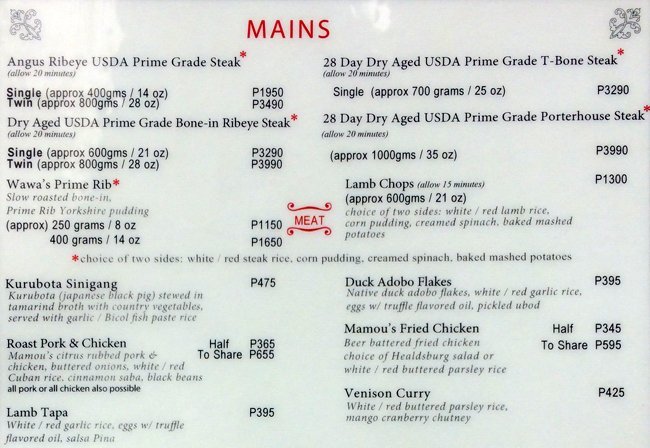 MAINS
Angus Ribeye USDA Prime Grade Steak*
(allow 20 minutes)
Single (approx 400gms / 14 oz) P1950
Twin (approx 800gms / 28 oz) P3490
Dry Aged USDA Prime Grade Bone-in Ribeye Steak*
(allow 20 minutes)
Single (approx 600gms / 21 oz) P3290
Twin (approx 800gms / 28 oz) P3990
Wawa's Prime Rib*
Slow roasted bone-in,
Prime Rib Yorkshire pudding
(approx) 250 grams / 8 oz P1150
400 grams / 14 oz P1650
28 Day Dry Aged USDA Prime Grade T-Bone Steak*
(allow 20 minutes)
Single (approx 700 grams / 25 oz) P3290
28 Day Dry Aged USDA Prime Grade Porterhouse Steak*
(allow 20 minutes)
(approx 1000gms / 35 oz) P3990
Lamb Chops (allow 15 minutes) P1300
(approx 600gms / 21 oz)
choice of two sides: white / red lamb rice,
corn pudding, creamed spinach, baked mashed
potatoes
MEAT
*choice of two sides: white / red steak rice, corn pudding, creamed spinach, baked mashed potatoes
Kurubota Sinigang P475
Kurubota (japanese black pig) stewed in
tamarind broth with country vegetables,
served with garlic / Bicol fish paste rice
Roast Pork & Chicken Half P365
Mamou's citrus rubbed pork & To Share P655
chicken, buttered onions, white / red
Cuban rice, cinnamon saba, black beans
all pork or all chicken also possible
Lamb Tapa P395
White / red garlic rice, eggs w/ truffle
flavored oil, salsa Pina
Duck Adobo Flakes P395
Native duck adobo flakes, white / red garlic rice,
eggs w/ truffle flavored oil, pickled ubod
Mamou's Fried Chicken Half P345
Beer battered fried chicken To Share P595
choice of Healdsburg salad or
white / red buttered parsley rice
Venison Curry P425
White / red buttered parsley rice,
mango cranberry chutney